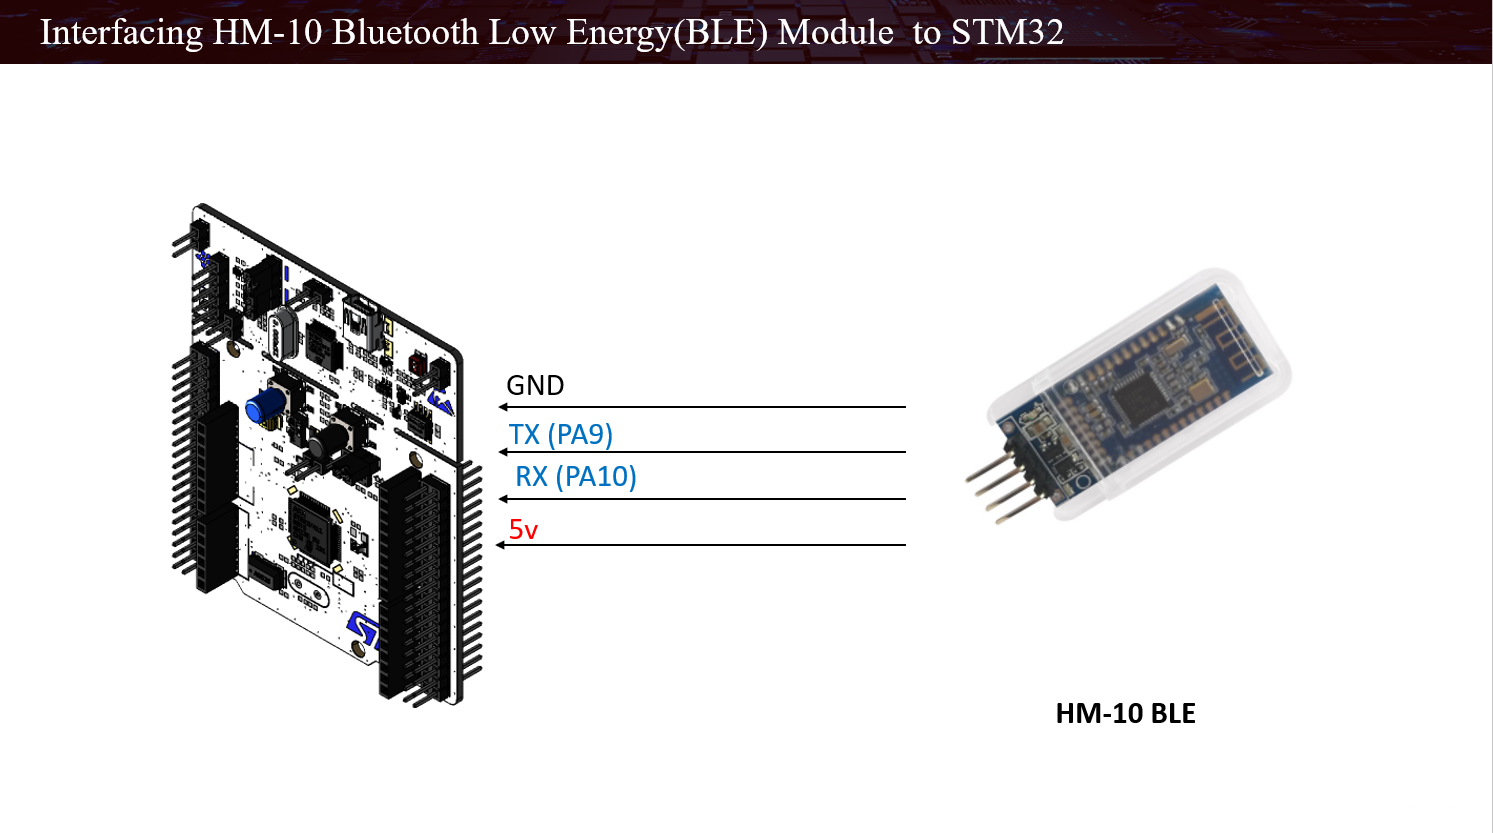 Interfacing HM-10 Bluetooth Low Energy(BLE) Module to STM32
GND
TX (PA9)
RX (PA10)
5v
HM-10 BLE